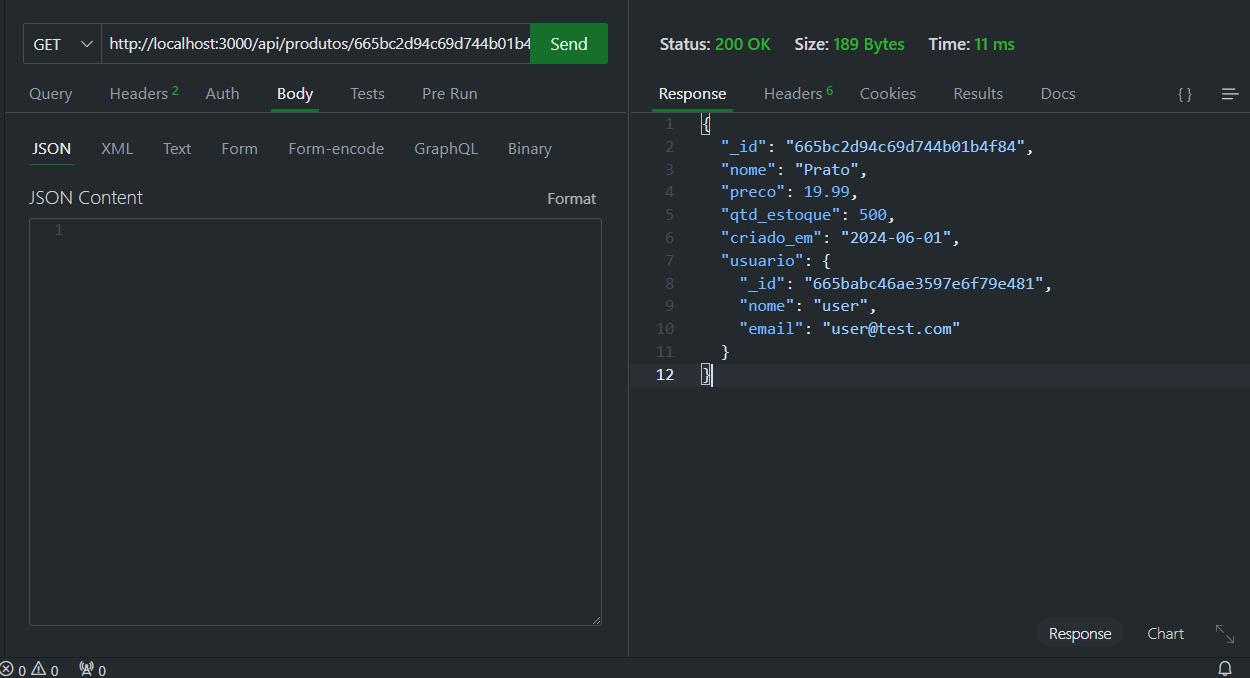 GET http://localhost:3000/api/produtos/665bc2d94c69d744b01b4 Send
Query Headers 2 Auth Body Tests Pre Run
JSON XML Text Form Form-encode GraphQL Binary
JSON Content Format
1
Status: 200 OK Size: 189 Bytes Time: 11 ms
Response Headers 6 Cookies Results Docs { }
1 {
2 "_id": "665bc2d94c69d744b01b4f84",
3 "nome": "Prato",
4 "preco": 19.99,
5 "qtd_estoque": 500,
6 "criado_em": "2024-06-01",
7 "usuario": {
8 "_id": "665babc46ae3597e6f79e481",
9 "nome": "user",
10 "email": "user@test.com"
11 }
12 }
Response Chart
0 0 0